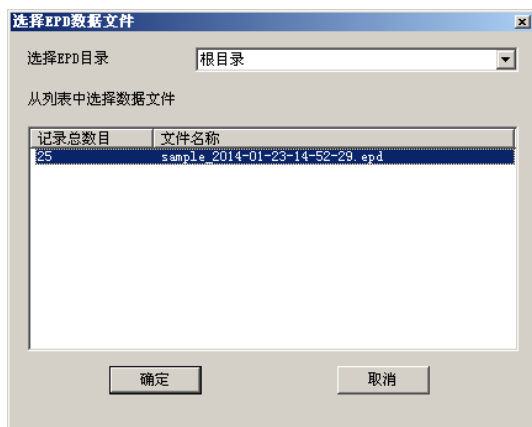 选择EPD数据文件
选择EPD目录 根目录
从列表中选择数据文件
记录总数目 文件名称
25 sample_2014-01-23-14-52-29.epd
确定 取消